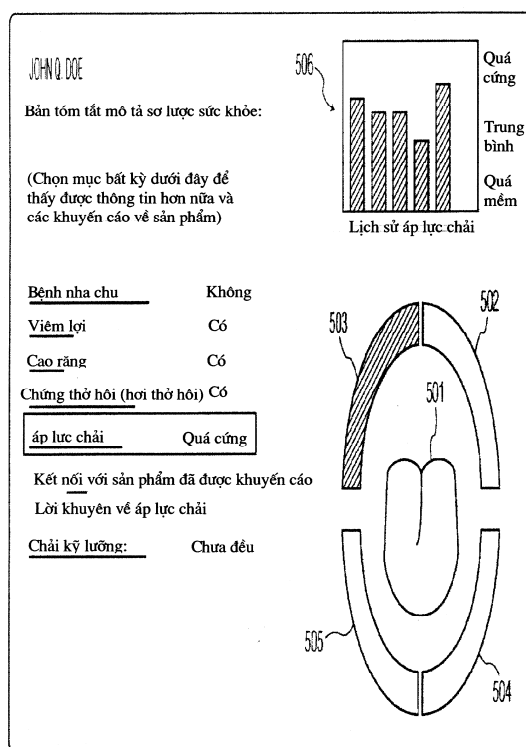 JOHN Q. DOE
Bản tóm tắt mô tả sơ lược sức khỏe:
(Chọn mục bất kỳ dưới đây để
thấy được thông tin hơn nữa và
các khuyến cáo về sản phẩm)
506
Quá
cứng
Trung
bình
Quá
mềm
Lịch sử áp lực chải
Bệnh nha chu Không
Viêm lợi Có
Cao răng Có
Chứng thở hôi (hơi thở hôi) Có
áp lưc chải Quá cứng
Kết nối với sản phẩm đã được khuyến cáo
Lời khuyên về áp lực chải
Chải kỹ lưỡng: Chưa đều
503
502
501
505
504